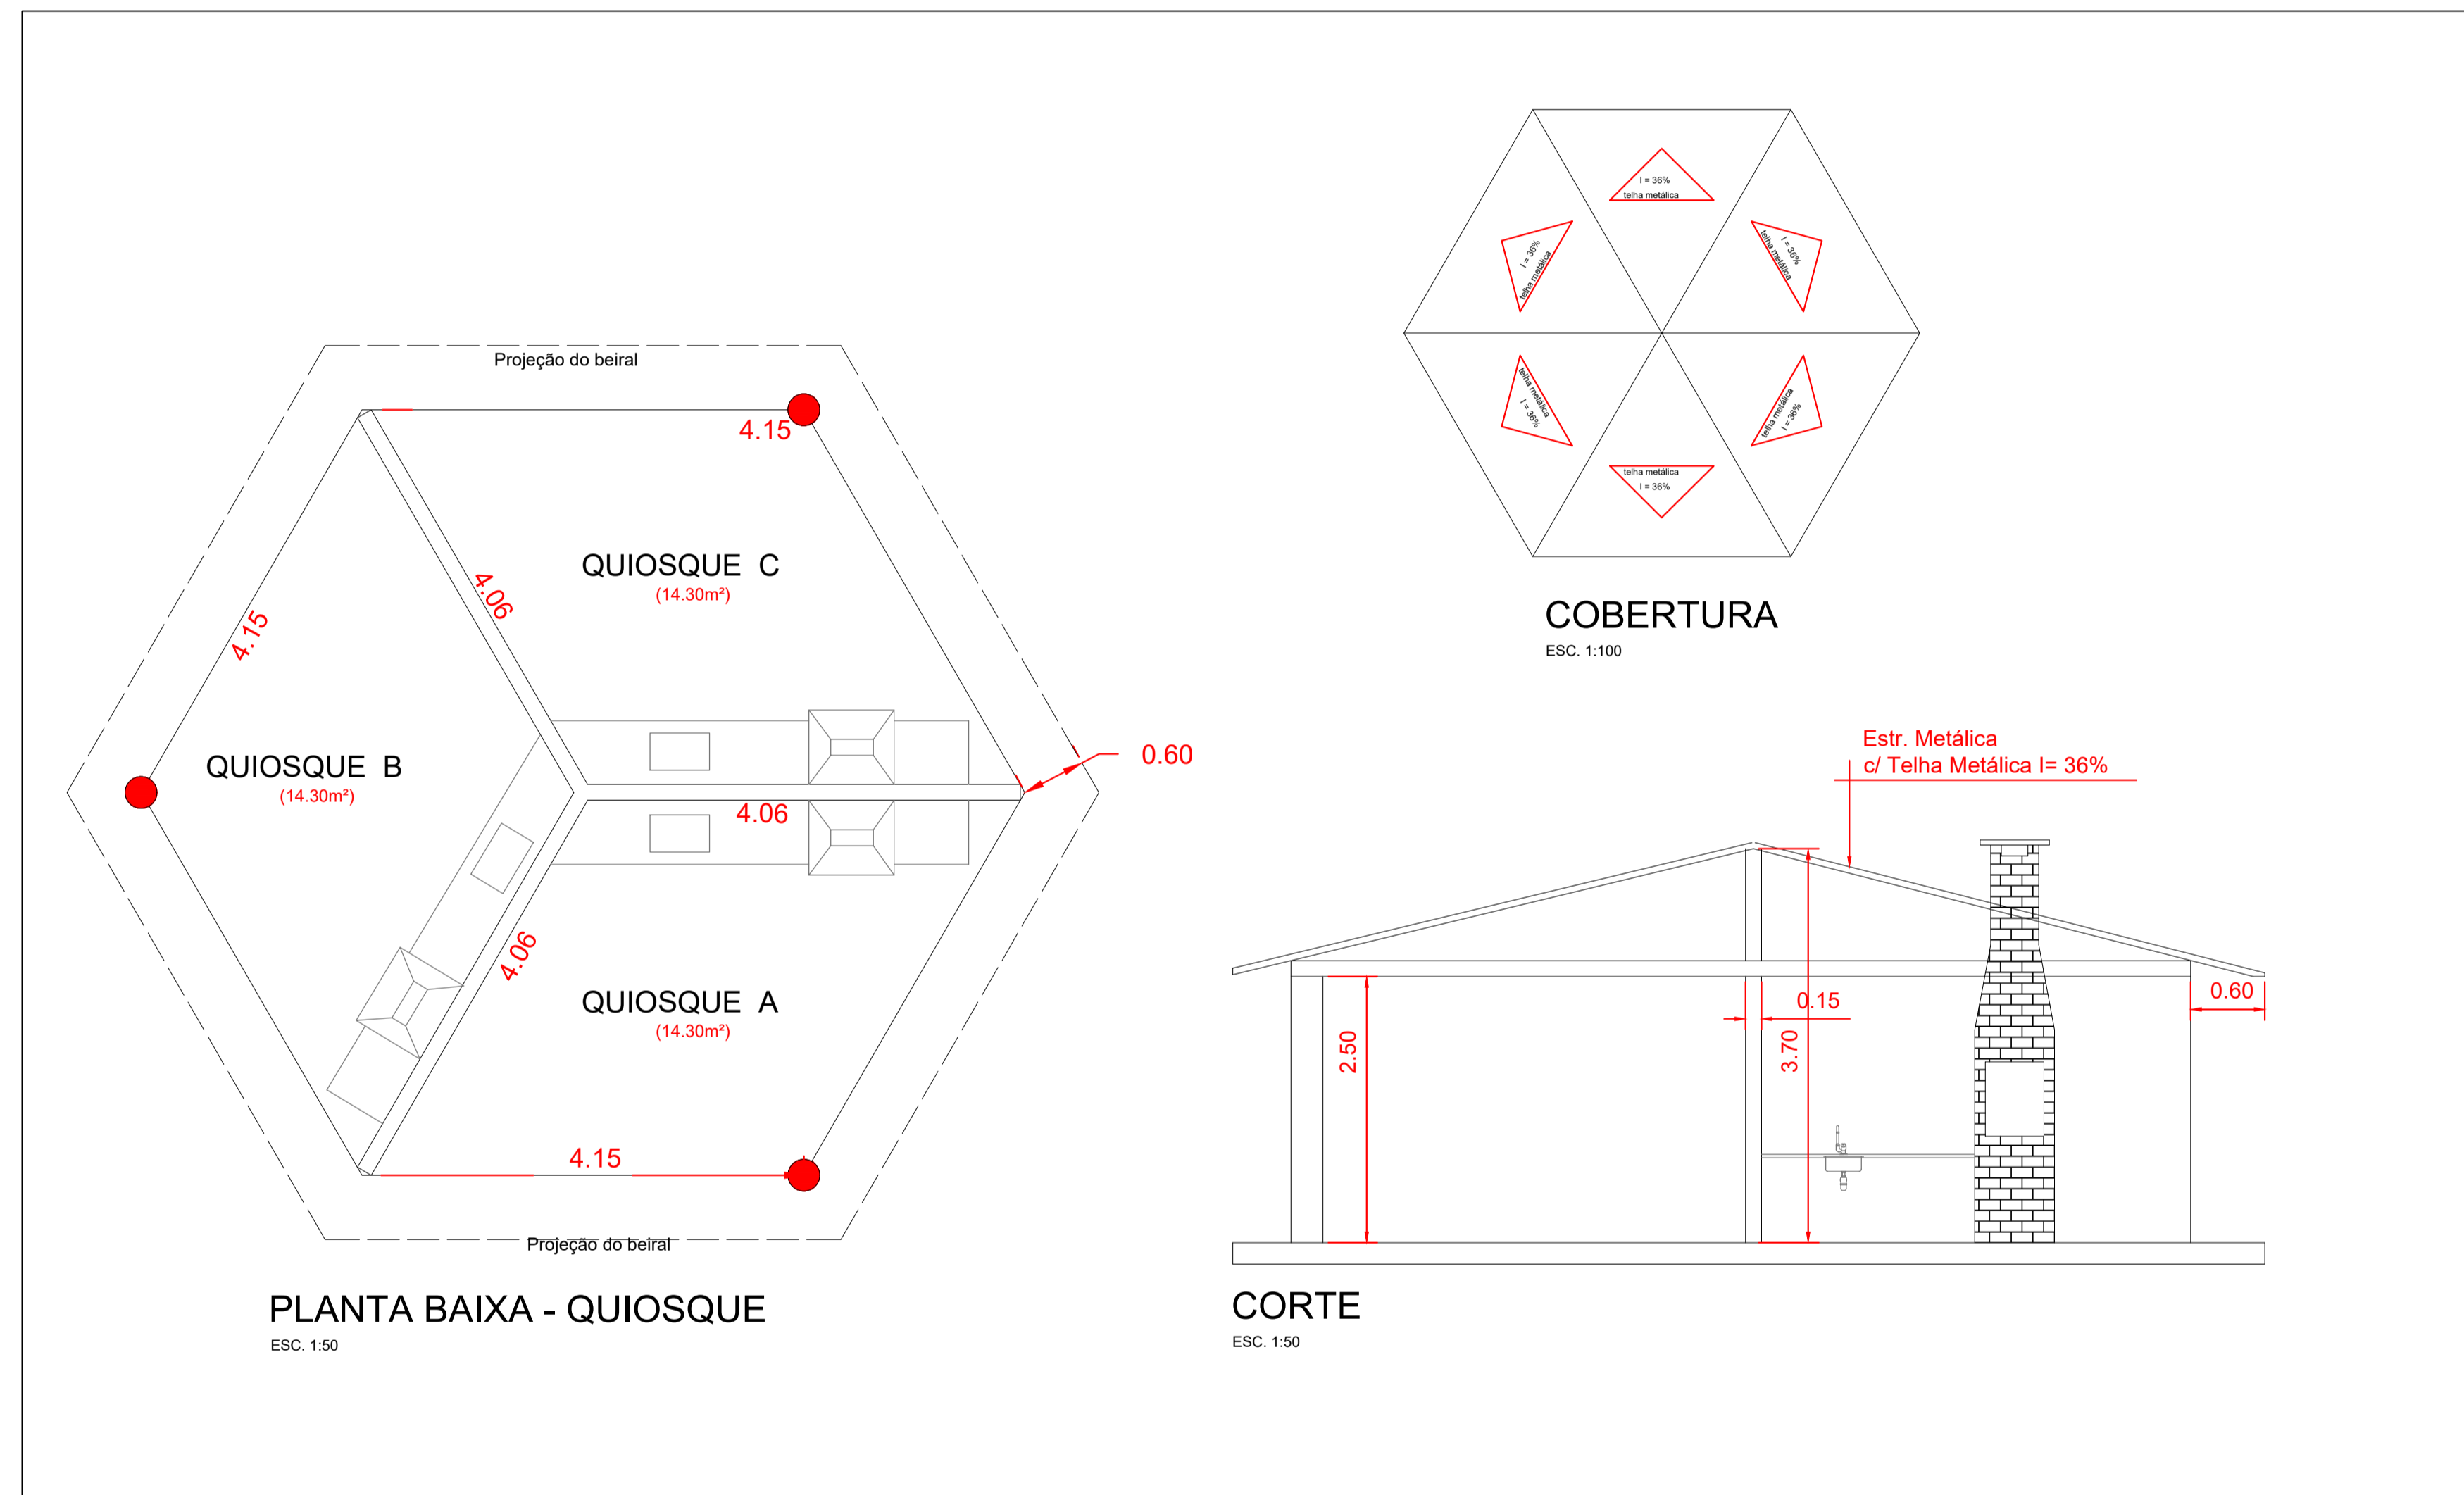 Projeção do beiral
4.15
QUIOSQUE C
(14.30m²)
4.06
4.15
QUIOSQUE B
(14.30m²)
0.60
4.06
4.06
QUIOSQUE A
(14.30m²)
4.15
Projeção do beiral
PLANTA BAIXA - QUIOSQUE
ESC. 1:50
I = 36%
telha metálica
I = 36%
telha metálica
I = 36%
telha metálica
telha metálica
I = 36%
telha metálica
I = 36%
telha metálica
I = 36%
COBERTURA
ESC. 1:100
Estr. Metálica
c/ Telha Metálica I= 36%
0.15
0.60
2.50
3.70
CORTE
ESC. 1:50